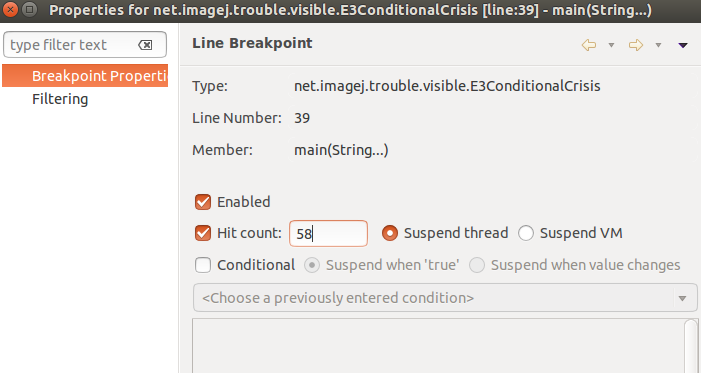 Properties for net.imagej.trouble.visible.E3ConditionalCrisis [line:39] - main(String...)
type filter text
Breakpoint Properti
Filtering
Line Breakpoint
Type: net.imagej.trouble.visible.E3ConditionalCrisis
Line Number: 39
Member: main(String...)
Enabled
Hit count: 58 Suspend thread Suspend VM
Conditional Suspend when 'true' Suspend when value changes
<Choose a previously entered condition>